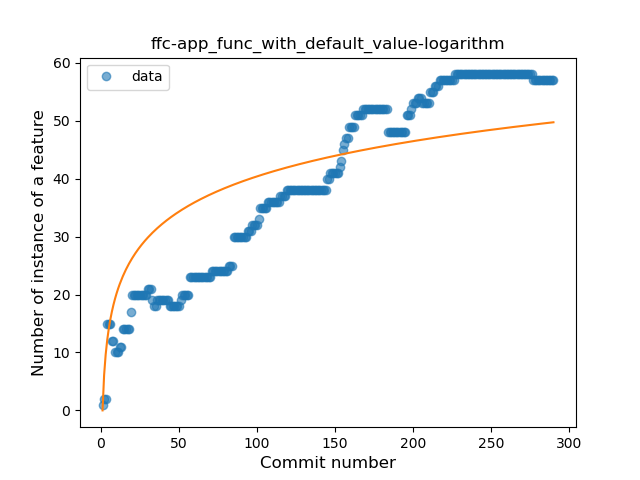 ffc-app_func_with_default_value-logarithm
data
Number of instance of a feature
60
50
40
30
20
10
0
0 50 100 150 200 250 300
Commit number